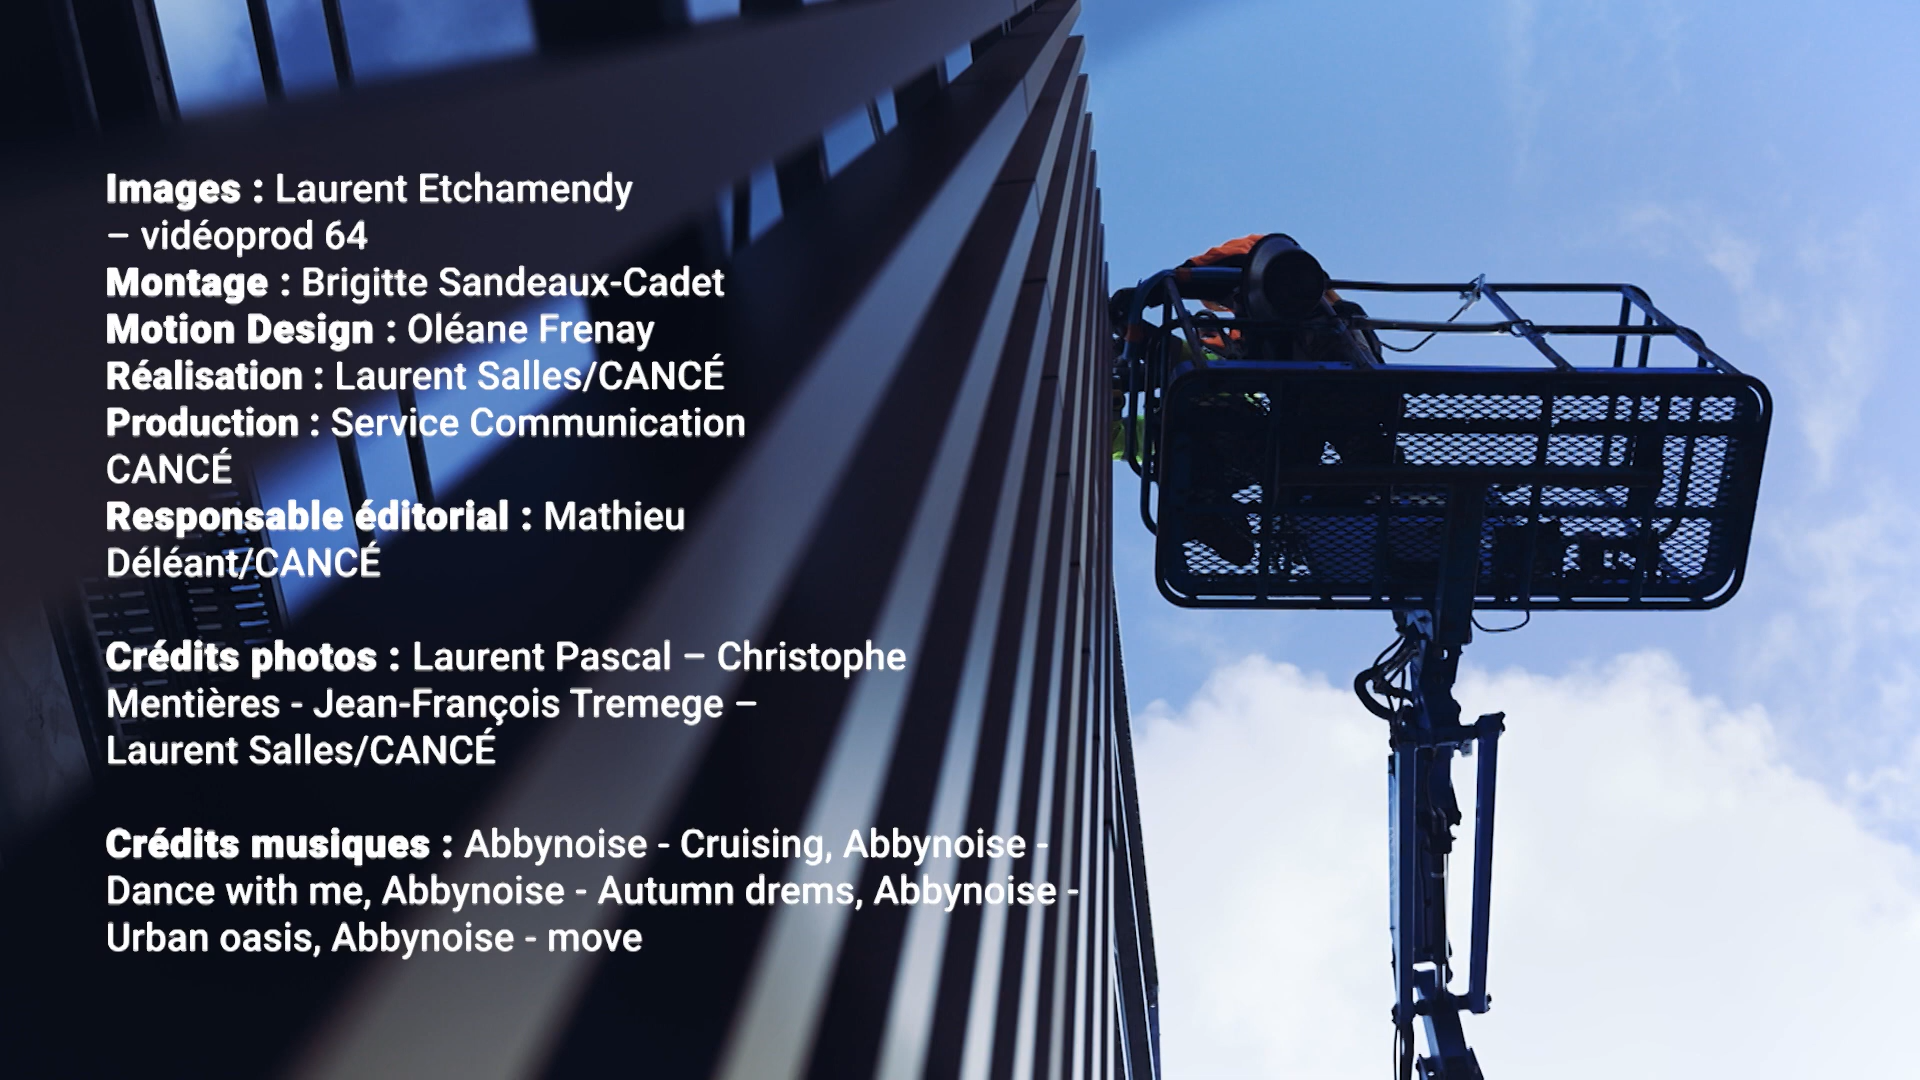 Images : Laurent Etchamendy
– vidéoprod 64
Montage : Brigitte Sandeaux-Cadet
Motion Design : Oléane Frenay
Réalisation : Laurent Salles/CANCÉ
Production : Service Communication
CANCÉ
Responsable éditorial : Mathieu
Déléant/CANCÉ
Crédits photos : Laurent Pascal – Christophe
Mentières - Jean-François Tremege –
Laurent Salles/CANCÉ
Crédits musiques : Abbynoise - Cruising, Abbynoise -
Dance with me, Abbynoise - Autumn drems, Abbynoise -
Urban oasis, Abbynoise - move